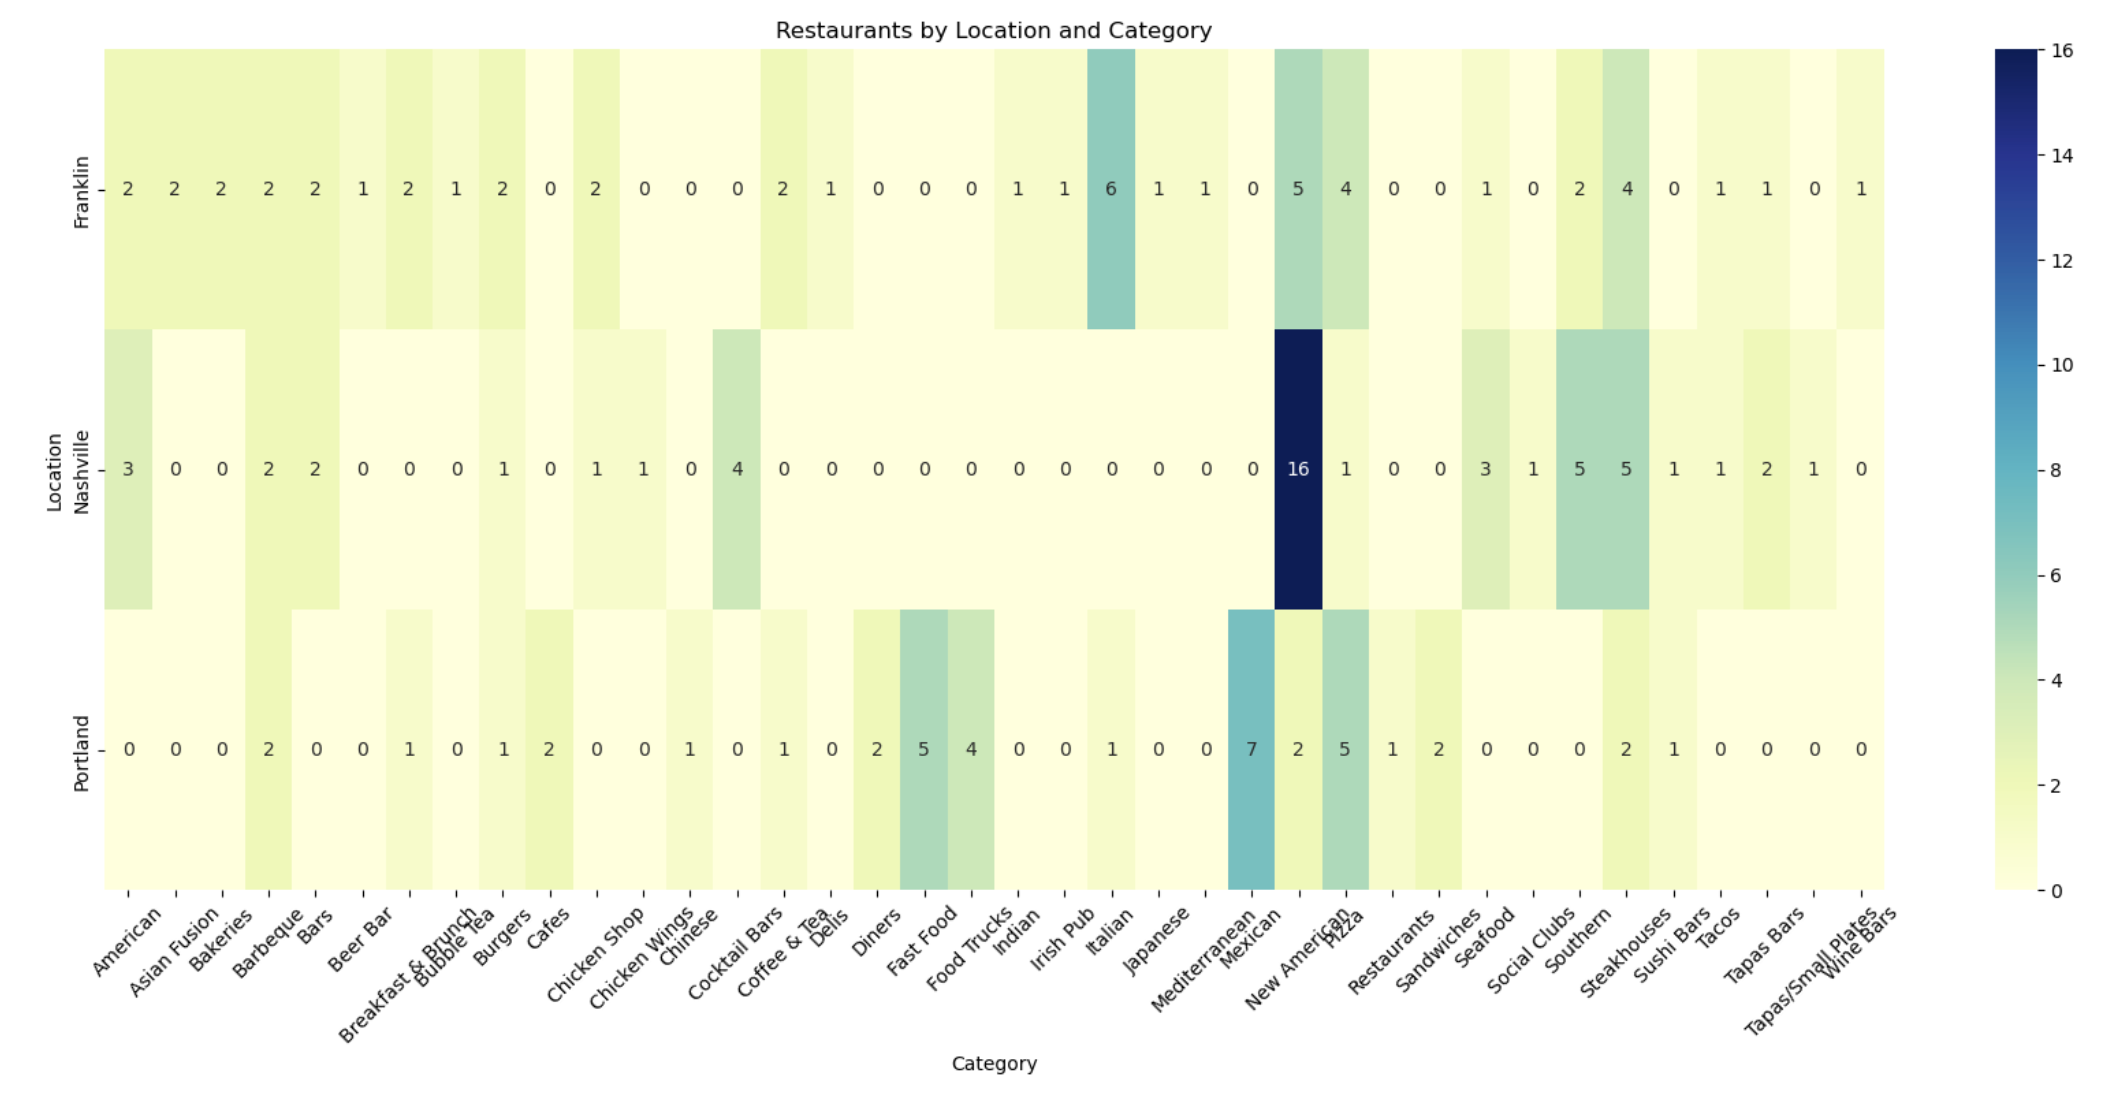 Restaurants by Location and Category
Location
Franklin
2 2 2 2 2 1 2 1 2 0 2 0 0 0 2 1 0 0 0 1 1 6 1 1 0 5 4 0 0 1 0 2 4 0 1 1 0 1
Nashville
3 0 0 2 2 0 0 0 1 0 1 1 0 4 0 0 0 0 0 0 0 0 0 0 0 16 1 0 0 3 1 5 5 1 1 2 1 0
Portland
0 0 0 2 0 0 1 0 1 2 0 0 1 0 1 0 2 5 4 0 0 1 0 0 7 2 5 1 2 0 0 0 2 1 0 0 0 0
American
Asian Fusion
Bakeries
Barbeque
Bars
Beer Bar
Breakfast & Brunch
Bubble Tea
Burgers
Cafes
Chicken Shop
Chicken Wings
Chinese
Cocktail Bars
Coffee & Tea
Delis
Diners
Fast Food
Food Trucks
Indian
Irish Pub
Italian
Japanese
Mediterranean
Mexican
New American
Pizza
Restaurants
Sandwiches
Seafood
Social Clubs
Southern
Steakhouses
Sushi Bars
Tacos
Tapas Bars
Tapas/Small Plates
Wine Bars
Category
16
14
12
10
8
6
4
2
0